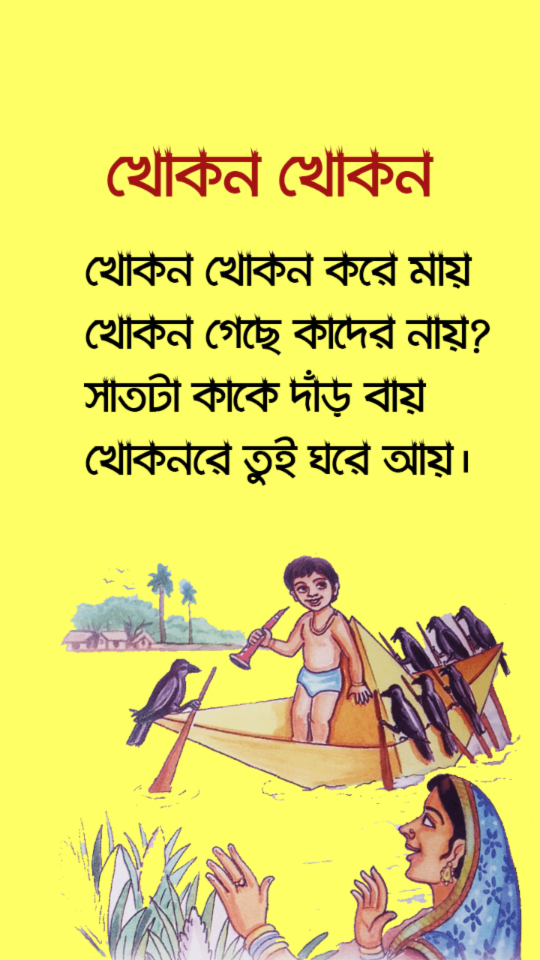 খোকন খোকন
খোকন খোকন করে মায়
খোকন গেছে কাদের নায়?
সাতটা কাকে দাঁড় বায়
খোকনরে তুই ঘরে আয়।